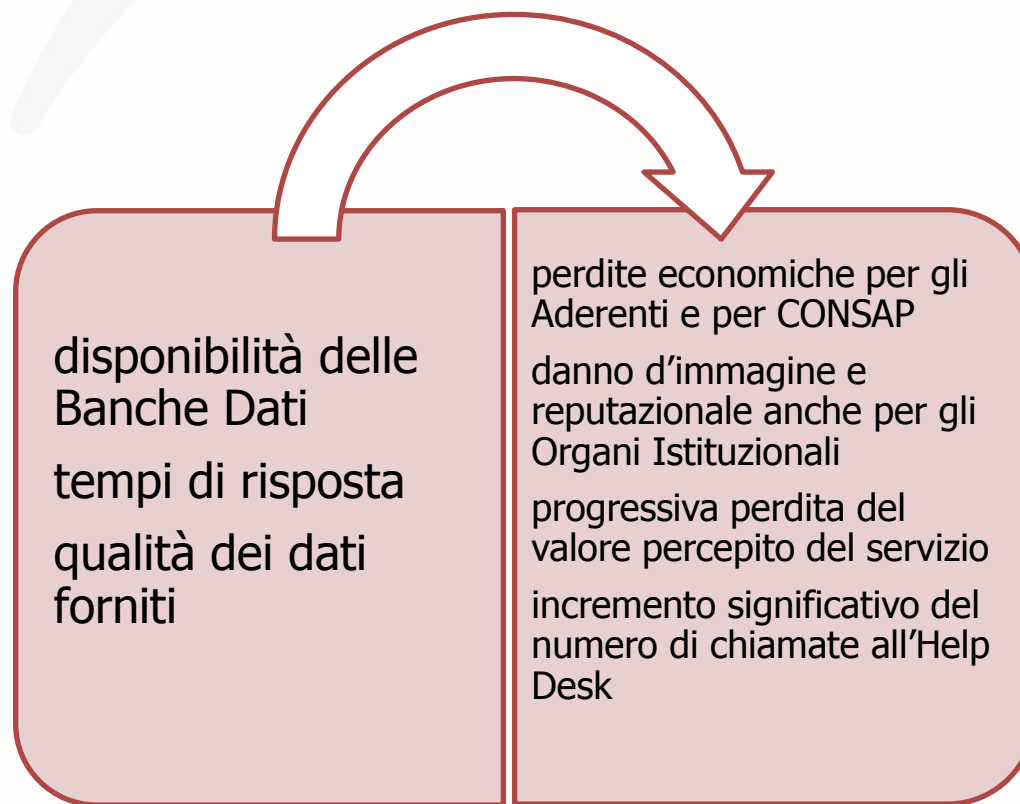 disponibilità delle
Banche Dati
tempi di risposta
qualità dei dati
forniti
perdite economiche per gli
Aderenti e per CONSAP
danno d’immagine e
reputazionale anche per gli
Organi Istituzionali
progressiva perdita del
valore percepito del servizio
incremento significativo del
numero di chiamate all’Help
Desk